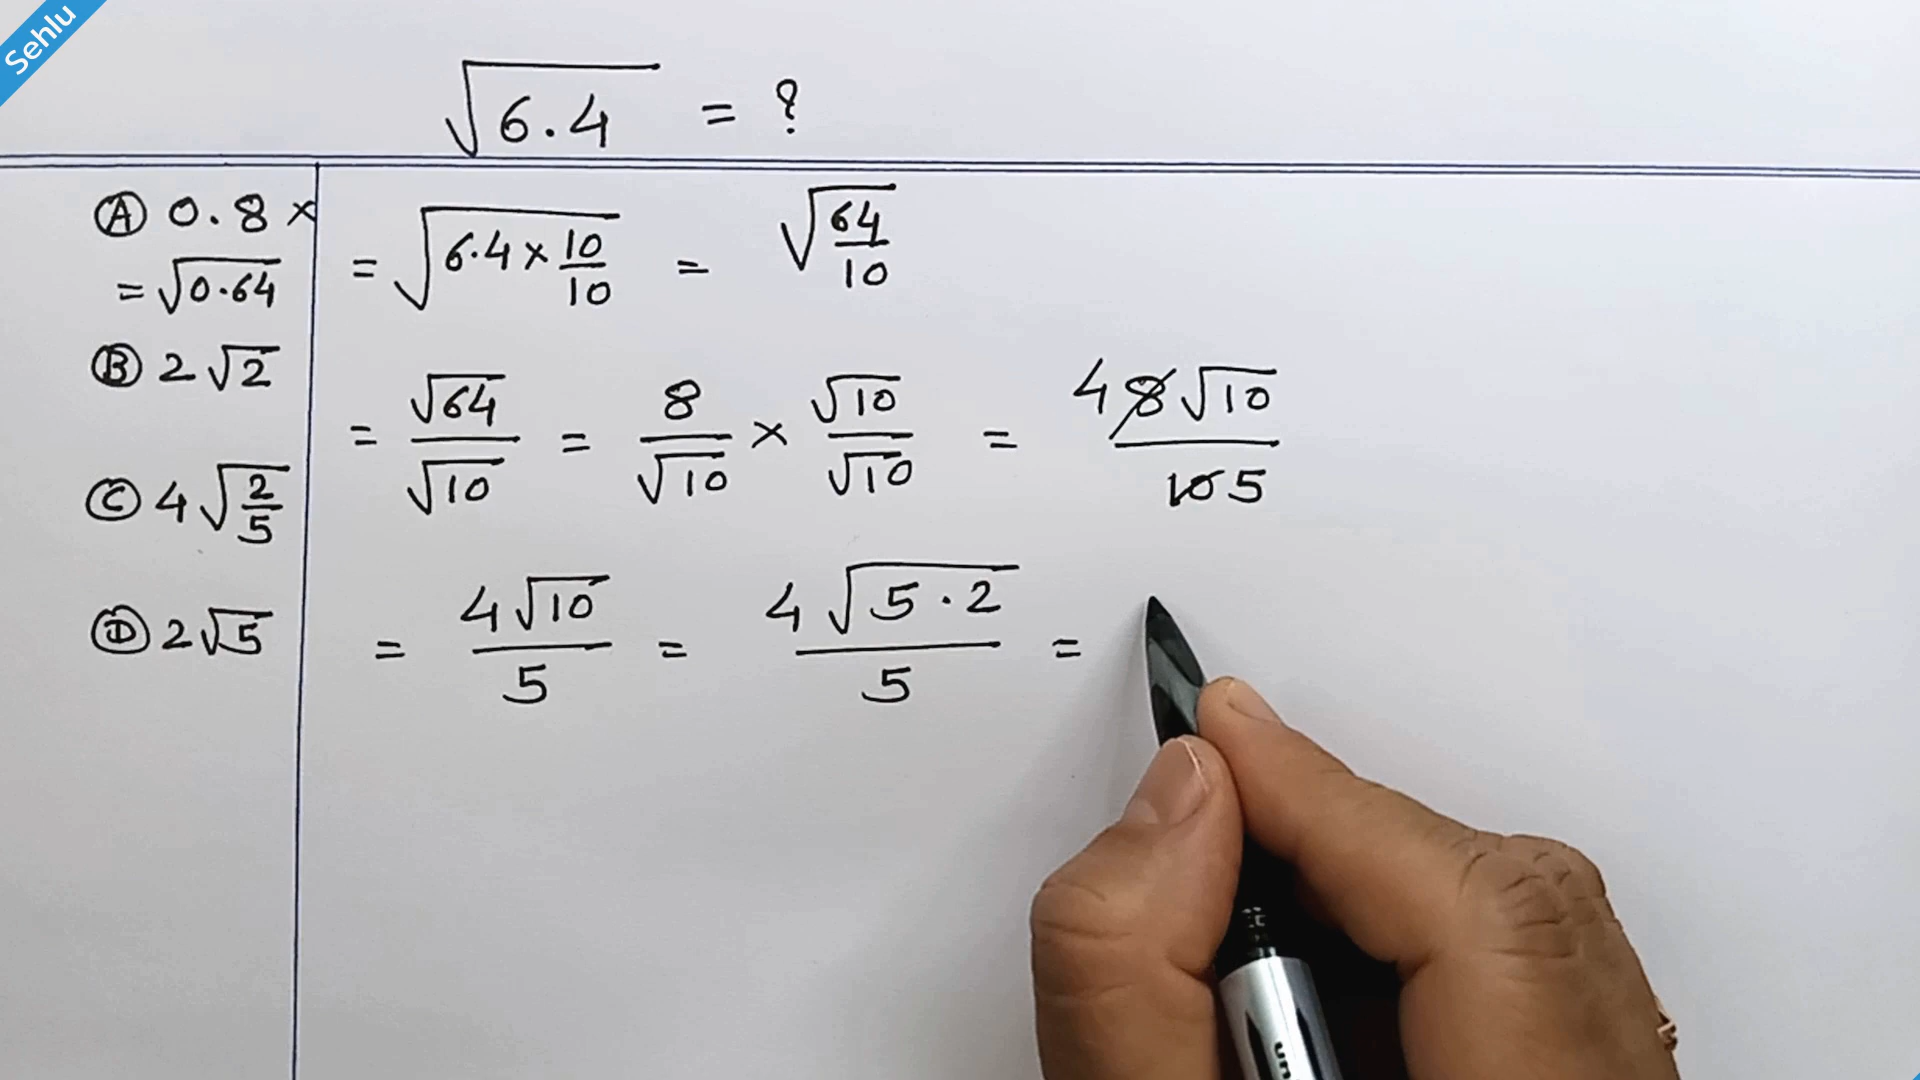 Sehlu
√6.4 = ?
Ⓐ 0.8 ×
= √0.64
Ⓑ 2√2
Ⓒ 4√(2/5)
Ⓓ 2√5
= √(6.4 × 10/10) = √(64/10)
= √64/√10 = 8/√10 × √10/√10 = 4 8√10/10 5
= 4√10/5 = 4√(5·2)/5 =
un